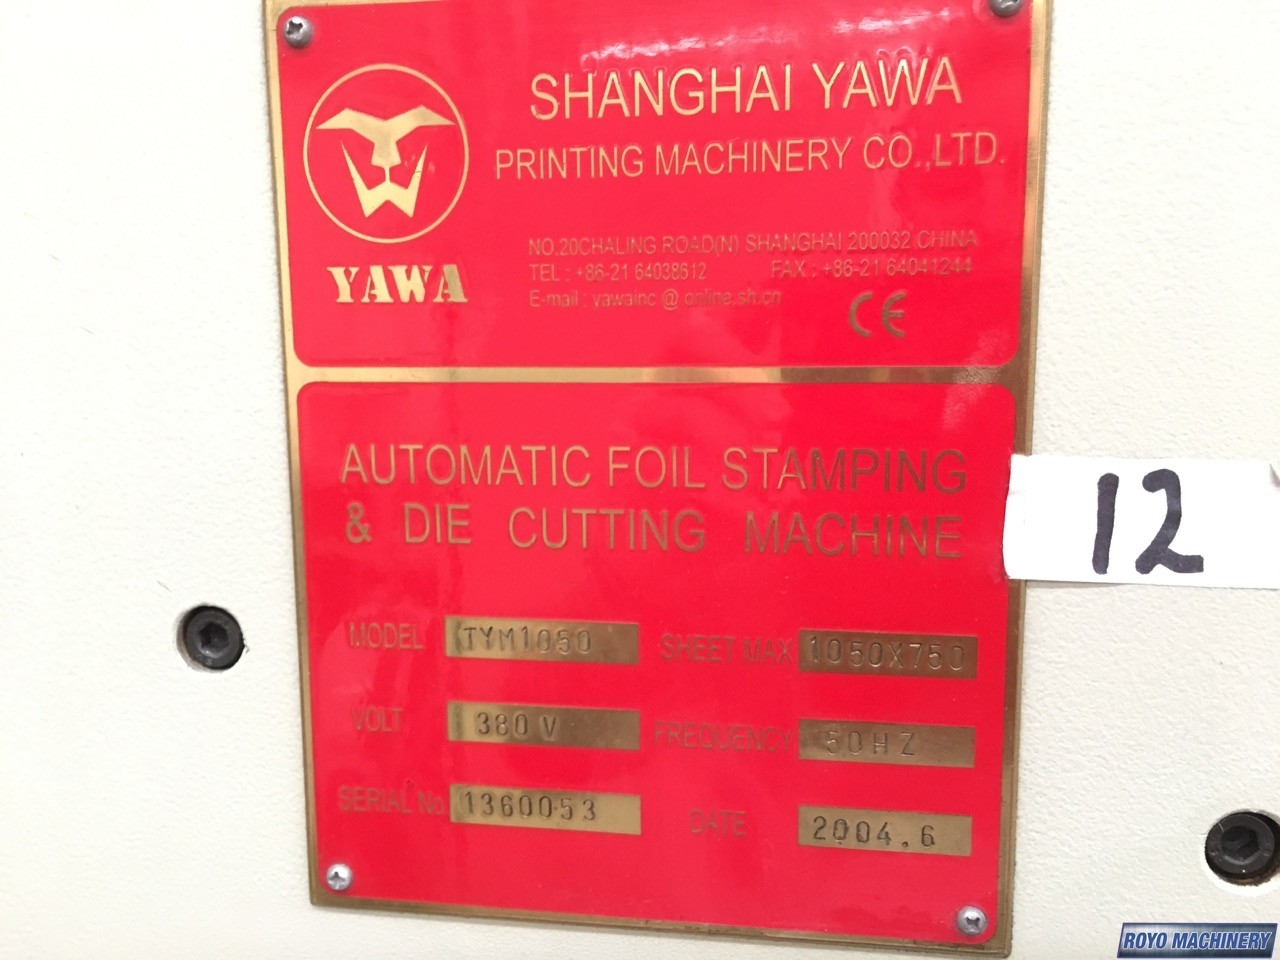 SHANGHAI YAWA
PRINTING MACHINERY CO.,LTD.
YAWA
NO.20CHALING ROAD(N) SHANGHAI 200032 CHINA
TEL : +86-21 64038612 FAX : +86-21 64041244
E-mail : yawainc @ online.sh.cn
CE
AUTOMATIC FOIL STAMPING
& DIE CUTTING MACHINE
12
MODEL TYM1050 SHEET MAX 1050X750
VOLT 380V FREQUENCY 50HZ
SERIAL No. 1360053 DATE 2004.6
ROYO MACHINERY